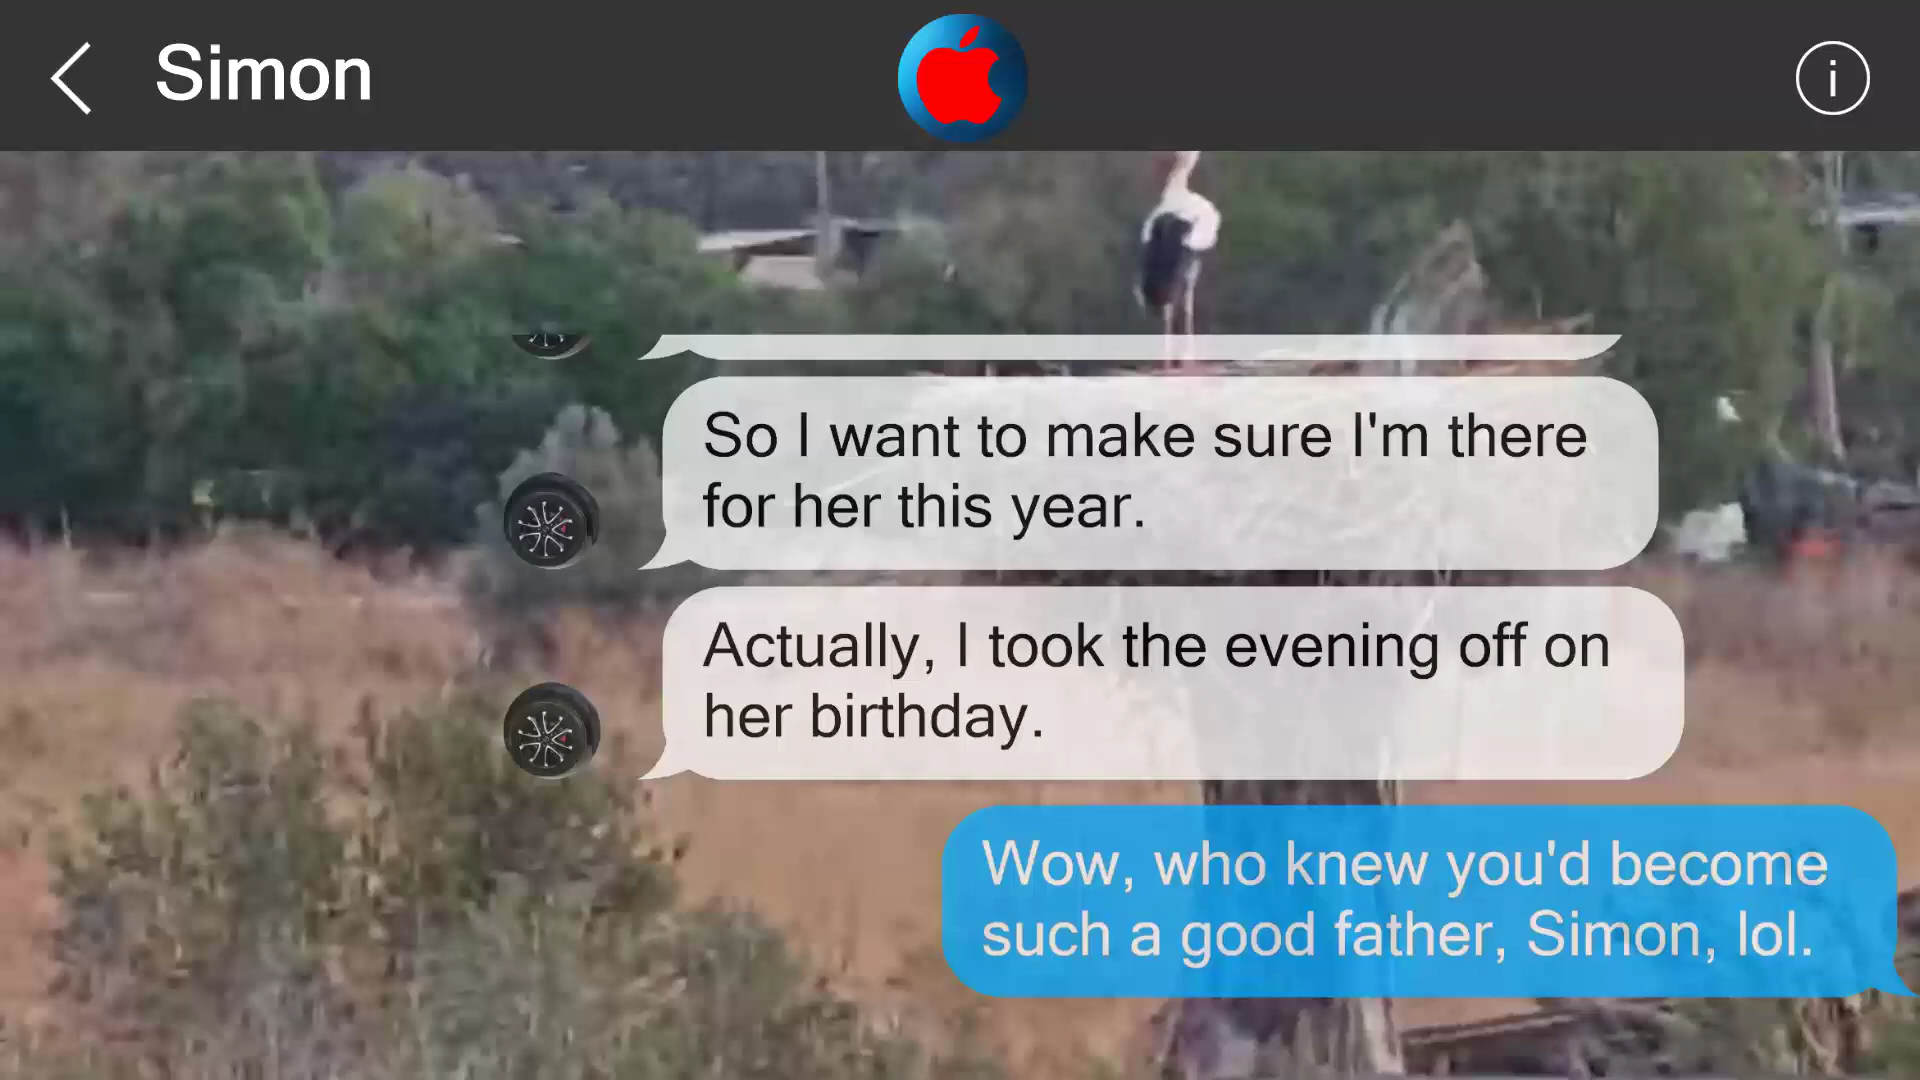 Simon
i
So I want to make sure I'm there
for her this year.
Actually, I took the evening off on
her birthday.
Wow, who knew you'd become
such a good father, Simon, lol.